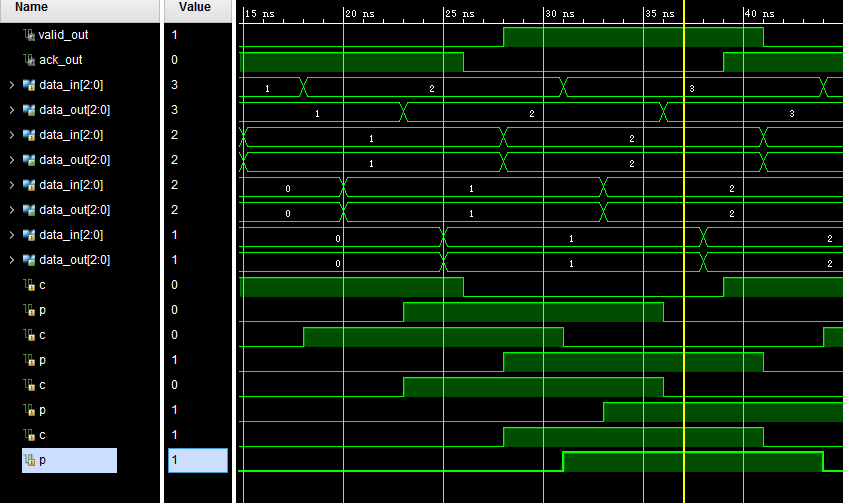 Name Value
15 ns 20 ns 25 ns 30 ns 35 ns 40 ns
valid_out 1
ack_out 0
data_in[2:0] 3 1 2 3
data_out[2:0] 3 1 2 3
data_in[2:0] 2 1 2
data_out[2:0] 2 1 2
data_in[2:0] 2 0 1 2
data_out[2:0] 2 0 1 2
data_in[2:0] 1 0 1 2
data_out[2:0] 1 0 1 2
c 0
p 0
c 0
p 1
c 0
p 1
c 1
p 1